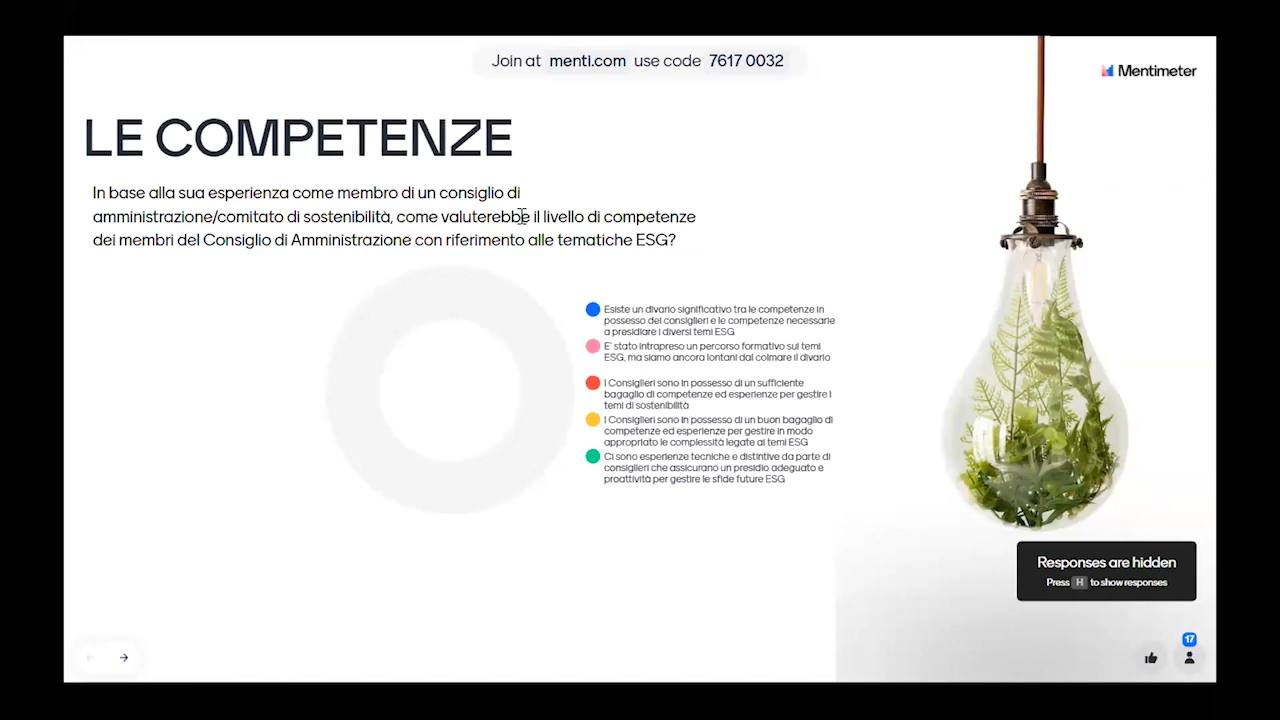 Join at menti.com use code 7617 0032
Mentimeter
LE COMPETENZE
In base alla sua esperienza come membro di un consiglio di
amministrazione/comitato di sostenibilità, come valuterebbe il livello di competenze
dei membri del Consiglio di Amministrazione con riferimento alle tematiche ESG?
Esiste un divario significativo tra le competenze in
possesso dei consiglieri e le competenze necessarie
a presidiare i diversi temi ESG
E' stato intrapreso un percorso formativo sui temi
ESG, ma siamo ancora lontani dal colmare il divario
I Consiglieri sono in possesso di un sufficiente
bagaglio di competenze ed esperienze per gestire i
temi di sostenibilità
I Consiglieri sono in possesso di un buon bagaglio di
competenze ed esperienze per gestire in modo
appropriato le complessità legate ai temi ESG
Ci sono esperienze tecniche e distintive da parte di
consiglieri che assicurano un presidio adeguato e
proattività per gestire le sfide future ESG
Responses are hidden
Press H to show responses
17